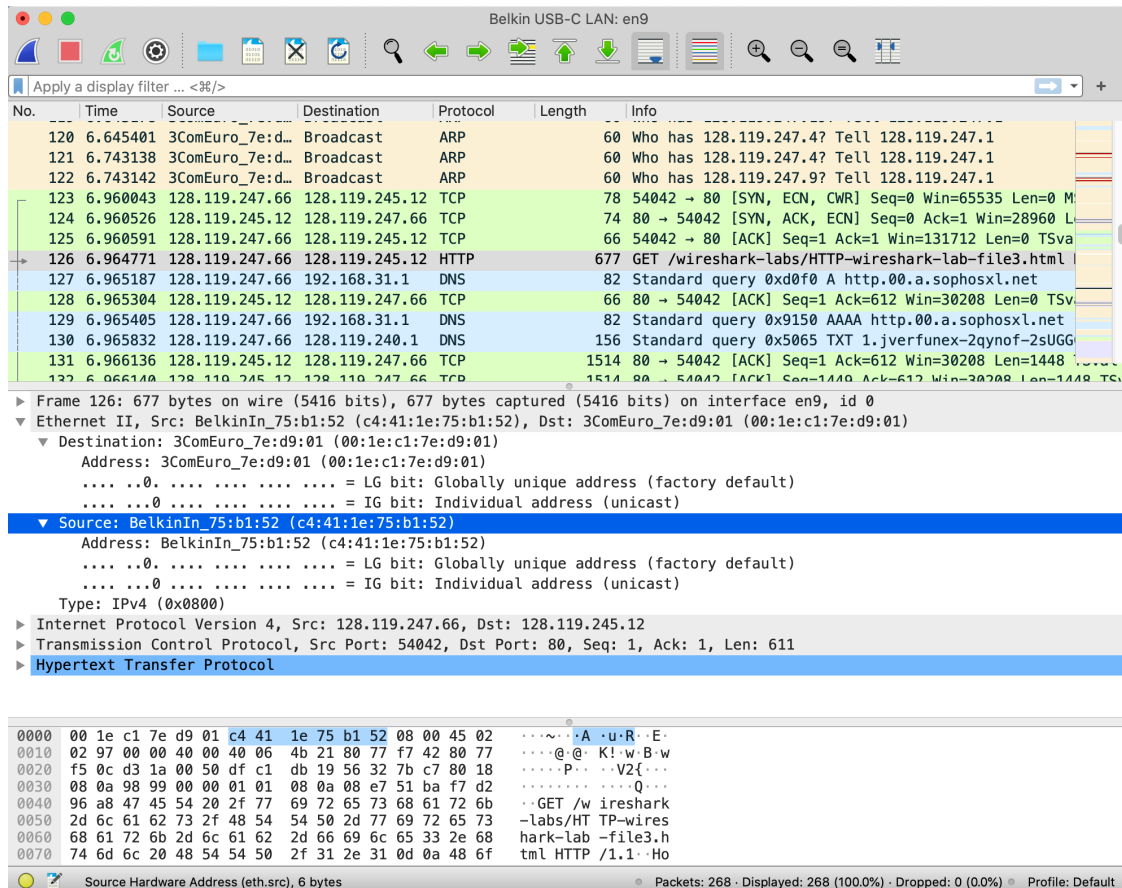 Belkin USB-C LAN: en9
Apply a display filter ... <⌘/>
+
No. Time Source Destination Protocol Length Info
120 6.645401 3ComEuro_7e:d… Broadcast ARP 60 Who has 128.119.247.4? Tell 128.119.247.1
121 6.743138 3ComEuro_7e:d… Broadcast ARP 60 Who has 128.119.247.7? Tell 128.119.247.1
122 6.743142 3ComEuro_7e:d… Broadcast ARP 60 Who has 128.119.247.9? Tell 128.119.247.1
123 6.960043 128.119.247.66 128.119.245.12 TCP 78 54042 → 80 [SYN, ECN, CWR] Seq=0 Win=65535 Len=0 M
124 6.960526 128.119.245.12 128.119.247.66 TCP 74 80 → 54042 [SYN, ACK, ECN] Seq=0 Ack=1 Win=28960 L
125 6.960591 128.119.247.66 128.119.245.12 TCP 66 54042 → 80 [ACK] Seq=1 Ack=1 Win=131712 Len=0 TSva
126 6.964771 128.119.247.66 128.119.245.12 HTTP 677 GET /wireshark-labs/HTTP-wireshark-lab-file3.html
127 6.965187 128.119.247.66 192.168.31.1 DNS 82 Standard query 0xd0f0 A http.00.a.sophosxl.net
128 6.965304 128.119.245.12 128.119.247.66 TCP 66 80 → 54042 [ACK] Seq=1 Ack=612 Win=30208 Len=0 TSv
129 6.965405 128.119.247.66 192.168.31.1 DNS 82 Standard query 0x9150 AAAA http.00.a.sophosxl.net
130 6.965832 128.119.247.66 128.119.240.1 DNS 156 Standard query 0x5065 TXT 1.jverfunex-2qynof-2sUGG
131 6.966136 128.119.245.12 128.119.247.66 TCP 1514 80 → 54042 [ACK] Seq=1 Ack=612 Win=30208 Len=1448 TSval
132 6.966140 128.119.245.12 128.119.247.66 TCP 1514 80 → 54042 [ACK] Seq=1449 Ack=612 Win=30208 Len=1448 TS
Frame 126: 677 bytes on wire (5416 bits), 677 bytes captured (5416 bits) on interface en9, id 0
Ethernet II, Src: BelkinIn_75:b1:52 (c4:41:1e:75:b1:52), Dst: 3ComEuro_7e:d9:01 (00:1e:c1:7e:d9:01)
Destination: 3ComEuro_7e:d9:01 (00:1e:c1:7e:d9:01)
Address: 3ComEuro_7e:d9:01 (00:1e:c1:7e:d9:01)
.... ..0. .... .... .... .... = LG bit: Globally unique address (factory default)
.... ...0 .... .... .... .... = IG bit: Individual address (unicast)
Source: BelkinIn_75:b1:52 (c4:41:1e:75:b1:52)
Address: BelkinIn_75:b1:52 (c4:41:1e:75:b1:52)
.... ..0. .... .... .... .... = LG bit: Globally unique address (factory default)
.... ...0 .... .... .... .... = IG bit: Individual address (unicast)
Type: IPv4 (0x0800)
Internet Protocol Version 4, Src: 128.119.247.66, Dst: 128.119.245.12
Transmission Control Protocol, Src Port: 54042, Dst Port: 80, Seq: 1, Ack: 1, Len: 611
Hypertext Transfer Protocol
0000 00 1e c1 7e d9 01 c4 41 1e 75 b1 52 08 00 45 02 ···~···A ·u·R··E·
0010 02 97 00 00 40 00 40 06 4b 21 80 77 f7 42 80 77 ····@·@· K!·w·B·w
0020 f5 0c d3 1a 00 50 df c1 db 19 56 32 7b c7 80 18 ·····P·· ··V2{···
0030 08 0a 98 99 00 00 01 01 08 0a 08 e7 51 ba f7 d2 ········ ····Q···
0040 96 a8 47 45 54 20 2f 77 69 72 65 73 68 61 72 6b ··GET /w ireshark
0050 2d 6c 61 62 73 2f 48 54 54 50 2d 77 69 72 65 73 -labs/HT TP-wires
0060 68 61 72 6b 2d 6c 61 62 2d 66 69 6c 65 33 2e 68 hark-lab -file3.h
0070 74 6d 6c 20 48 54 54 50 2f 31 2e 31 0d 0a 48 6f tml HTTP /1.1··Ho
Source Hardware Address (eth.src), 6 bytes Packets: 268 · Displayed: 268 (100.0%) · Dropped: 0 (0.0%) Profile: Default